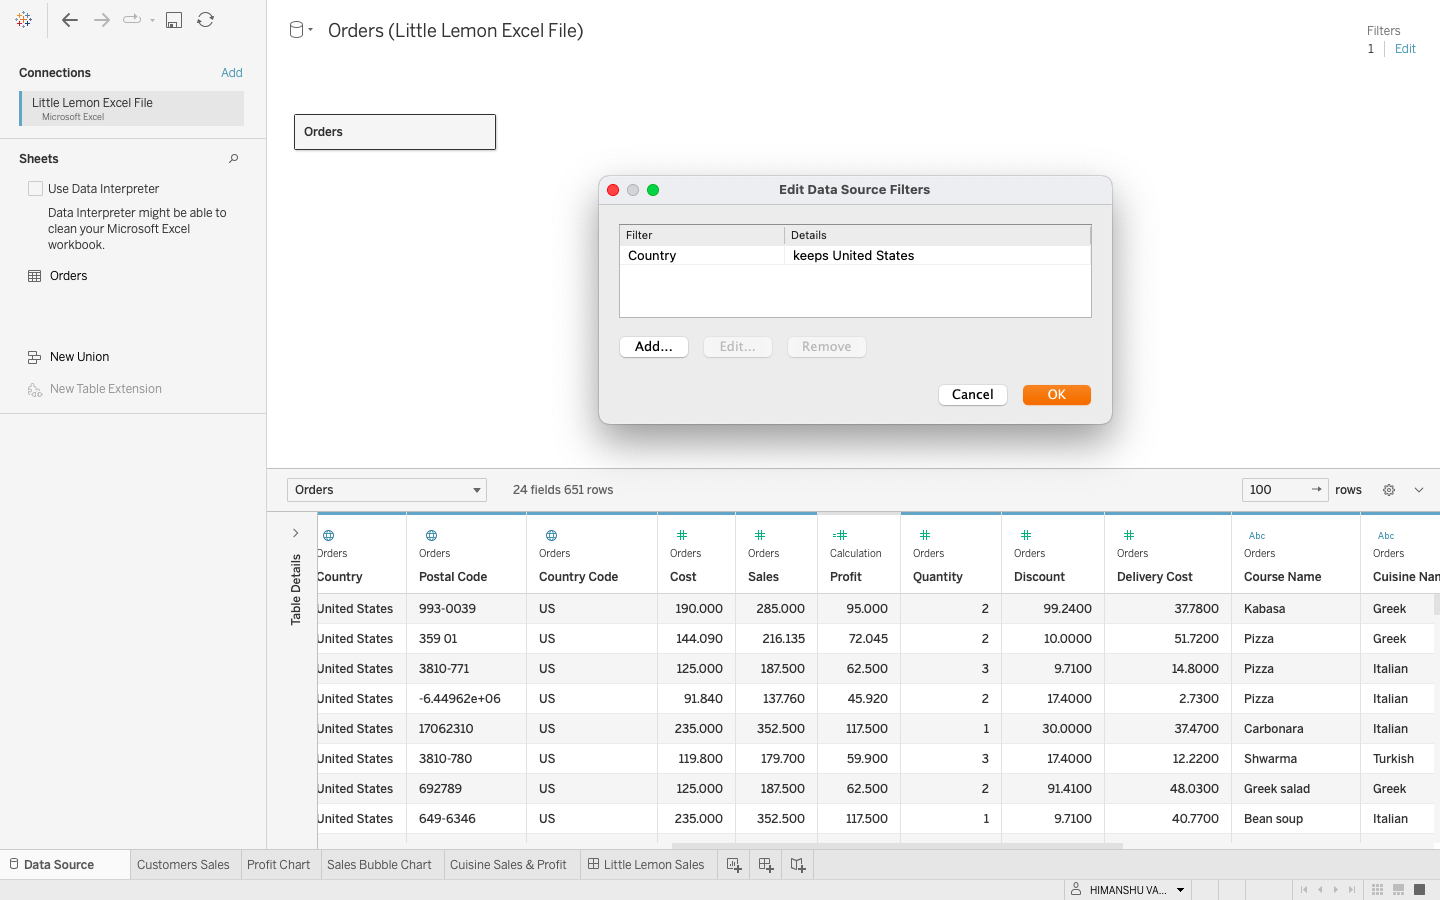 Orders (Little Lemon Excel File)
Filters
1 Edit
Connections Add
Little Lemon Excel File
Microsoft Excel
Sheets
Use Data Interpreter
Data Interpreter might be able to
clean your Microsoft Excel
workbook.
Orders
New Union
New Table Extension
Orders
Edit Data Source Filters
Filter Details
Country keeps United States
Add... Edit... Remove
Cancel OK
Orders 24 fields 651 rows 100 rows
Table Details
Orders Orders Orders Orders Orders Calculation Orders Orders Orders Abc Orders Abc Orders
Country Postal Code Country Code Cost Sales Profit Quantity Discount Delivery Cost Course Name Cuisine Nan
United States 993-0039 US 190.000 285.000 95.000 2 99.2400 37.7800 Kabasa Greek
United States 359 01 US 144.090 216.135 72.045 2 10.0000 51.7200 Pizza Greek
United States 3810-771 US 125.000 187.500 62.500 3 9.7100 14.8000 Pizza Italian
United States -6.44962e+06 US 91.840 137.760 45.920 2 17.4000 2.7300 Pizza Italian
United States 17062310 US 235.000 352.500 117.500 1 30.0000 37.4700 Carbonara Italian
United States 3810-780 US 119.800 179.700 59.900 3 17.4000 12.2200 Shwarma Turkish
United States 692789 US 125.000 187.500 62.500 2 91.4100 48.0300 Greek salad Greek
United States 649-6346 US 235.000 352.500 117.500 1 9.7100 40.7700 Bean soup Italian
Data Source Customers Sales Profit Chart Sales Bubble Chart Cuisine Sales & Profit Little Lemon Sales
HIMANSHU VA...